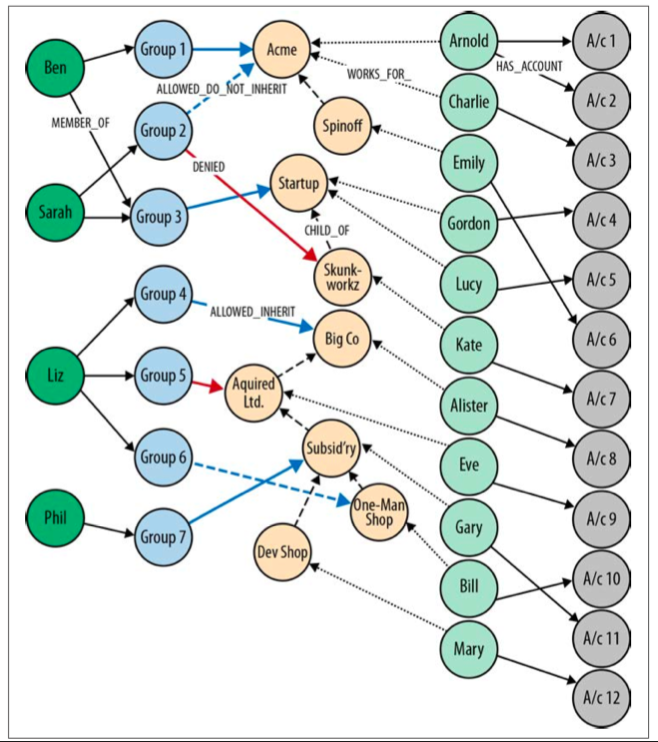 Ben
Sarah
Liz
Phil
MEMBER_OF
Group 1
Group 2
Group 3
Group 4
Group 5
Group 6
Group 7
ALLOWED_DO_NOT_INHERIT
DENIED
ALLOWED_INHERIT
Acme
Spinoff
Startup
CHILD_OF
Skunk-
workz
Big Co
Aquired
Ltd.
Subsid'ry
One-Man
Shop
Dev Shop
WORKS_FOR_
HAS_ACCOUNT
Arnold
Charlie
Emily
Gordon
Lucy
Kate
Alister
Eve
Gary
Bill
Mary
A/c 1
A/c 2
A/c 3
A/c 4
A/c 5
A/c 6
A/c 7
A/c 8
A/c 9
A/c 10
A/c 11
A/c 12